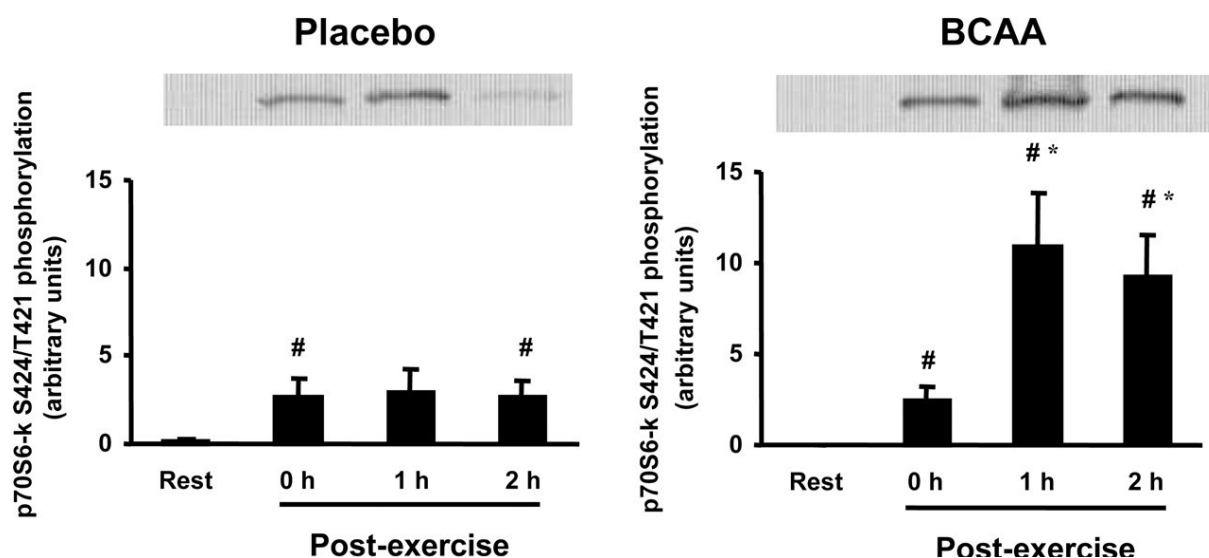 Placebo
p70S6-k S424/T421 phosphorylation
(arbitrary units)
15
10
5
0
#
#
Rest 0 h 1 h 2 h
Post-exercise
BCAA
p70S6-k S424/T421 phosphorylation
(arbitrary units)
15
10
5
0
#
# *
# *
Rest 0 h 1 h 2 h
Post-exercise